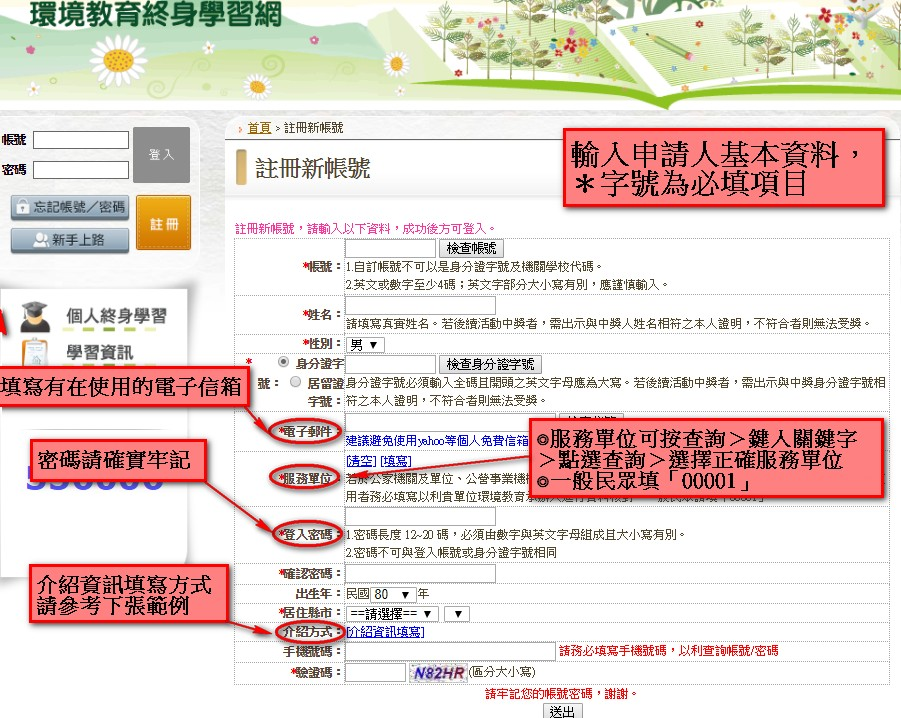 環境教育終身學習網
帳號
密碼
登入
忘記帳號／密碼
新手上路
註冊
個人終身學習
學習資訊
填寫有在使用的電子信箱
密碼請確實牢記
介紹資訊填寫方式
請參考下張範例
首頁 > 註冊新帳號
註冊新帳號
輸入申請人基本資料，
＊字號為必填項目
註冊新帳號，請輸入以下資料，成功後方可登入。
*帳號： 檢查帳號
1.自訂帳號不可以是身分證字號及機關學校代碼。
2.英文或數字至少4碼；英文字部分大小寫有別，應謹慎輸入。
*姓名：
請填寫真實姓名。若後續活動中獎者，需出示與中獎人姓名相符之本人證明，不符合者則無法受獎。
*性別： 男
* 身分證字號： 居留證字號： 檢查身分證字號
身分證字號必須輸入全碼且開頭之英文字母應為大寫。若後續活動中獎者，需出示與中獎身分證字號相
符之本人證明，不符合者則無法受獎。
*電子郵件：
建議避免使用yahoo等個人免費信箱
◎服務單位可按查詢＞鍵入關鍵字
＞點選查詢＞選擇正確服務單位
◎一般民眾填「00001」
*服務單位：
[清空] [填寫]
若於公家機關及單位、公營事業機
用者務必填寫以利貴單位環境教育
*登入密碼：
1.密碼長度 12~20 碼，必須由數字與英文字母組成且大小寫有別。
2.密碼不可與登入帳號或身分證字號相同
*確認密碼：
出生年： 民國 80 年
*居住縣市： ==請選擇==
介紹方式： [介紹資訊填寫]
手機號碼： 請務必填寫手機號碼，以利查詢帳號/密碼
*驗證碼： N82HR (區分大小寫)
請牢記您的帳號密碼，謝謝。
送出